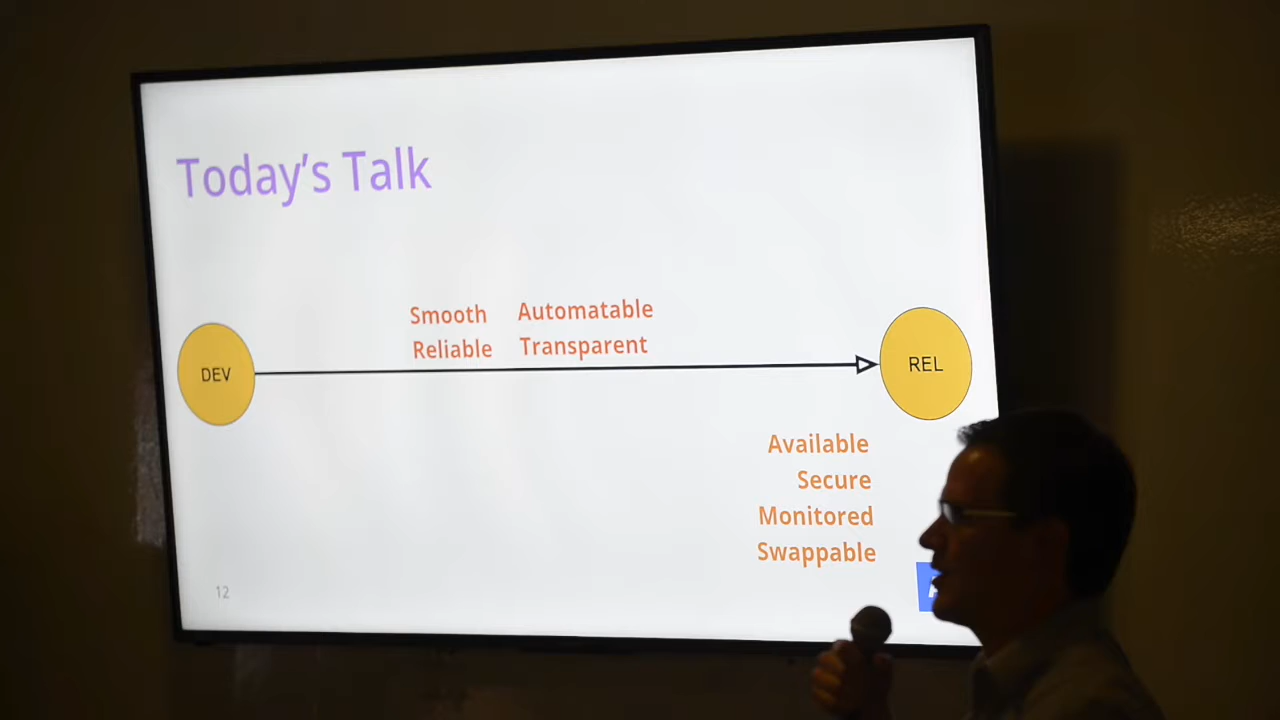 Today's Talk
Smooth Automatable
Reliable Transparent
DEV
REL
Available
Secure
Monitored
Swappable
12